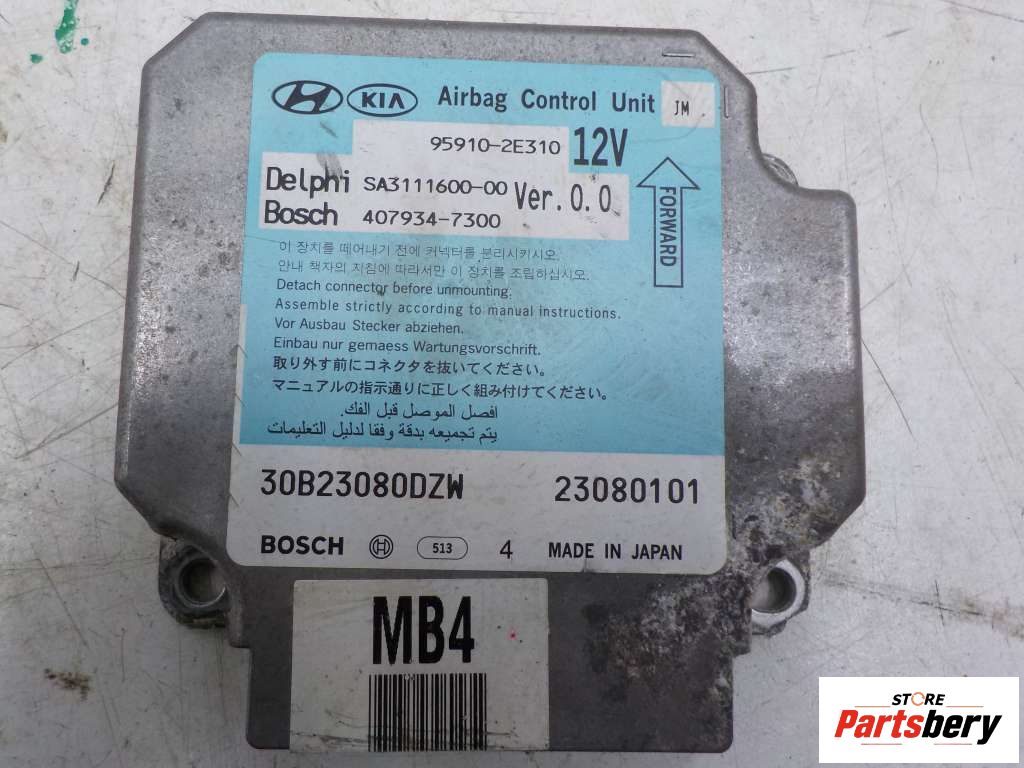 HYUNDAI KIA Airbag Control Unit JM
95910-2E310 12V
Delphi SA3111600-00 Ver.0.0
Bosch 407934-7300
FORWARD
이 장치를 떼어내기 전에 커넥터를 분리시키시오.
안내 책자의 지침에 따라서만 이 장치를 조립하십시오.
Detach connector before unmounting.
Assemble strictly according to manual instructions.
Vor Ausbau Stecker abziehen.
Einbau nur gemaess Wartungsvorschrift.
取り外す前にコネクタを抜いてください。
マニュアルの指示通りに正しく組み付けてください。
افصل الموصل قبل الفك.
يتم تجميعه بدقة وفقا لدليل التعليمات
30B23080DZW 23080101
BOSCH 513 4 MADE IN JAPAN
MB4
STORE
Partsbery